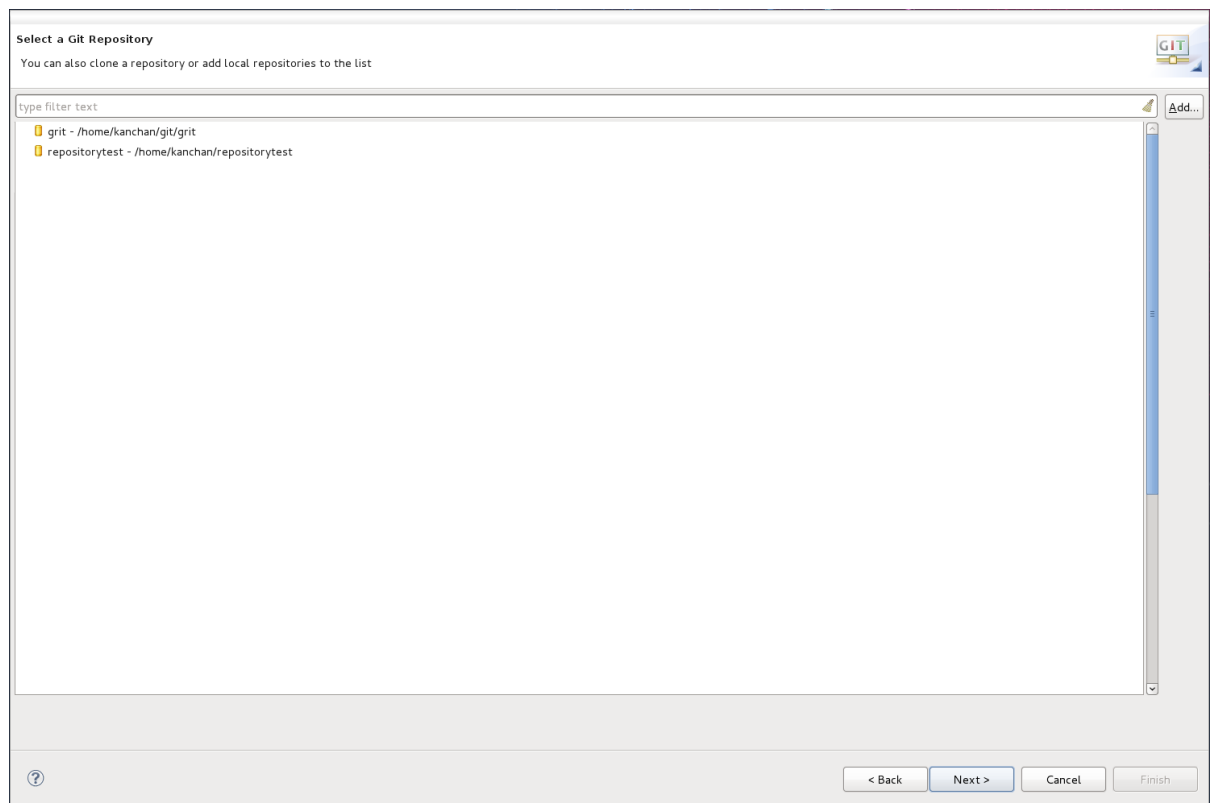 Select a Git Repository
You can also clone a repository or add local repositories to the list
GIT
type filter text
Add...
grit - /home/kanchan/git/grit
repositorytest - /home/kanchan/repositorytest
?
< Back Next > Cancel Finish